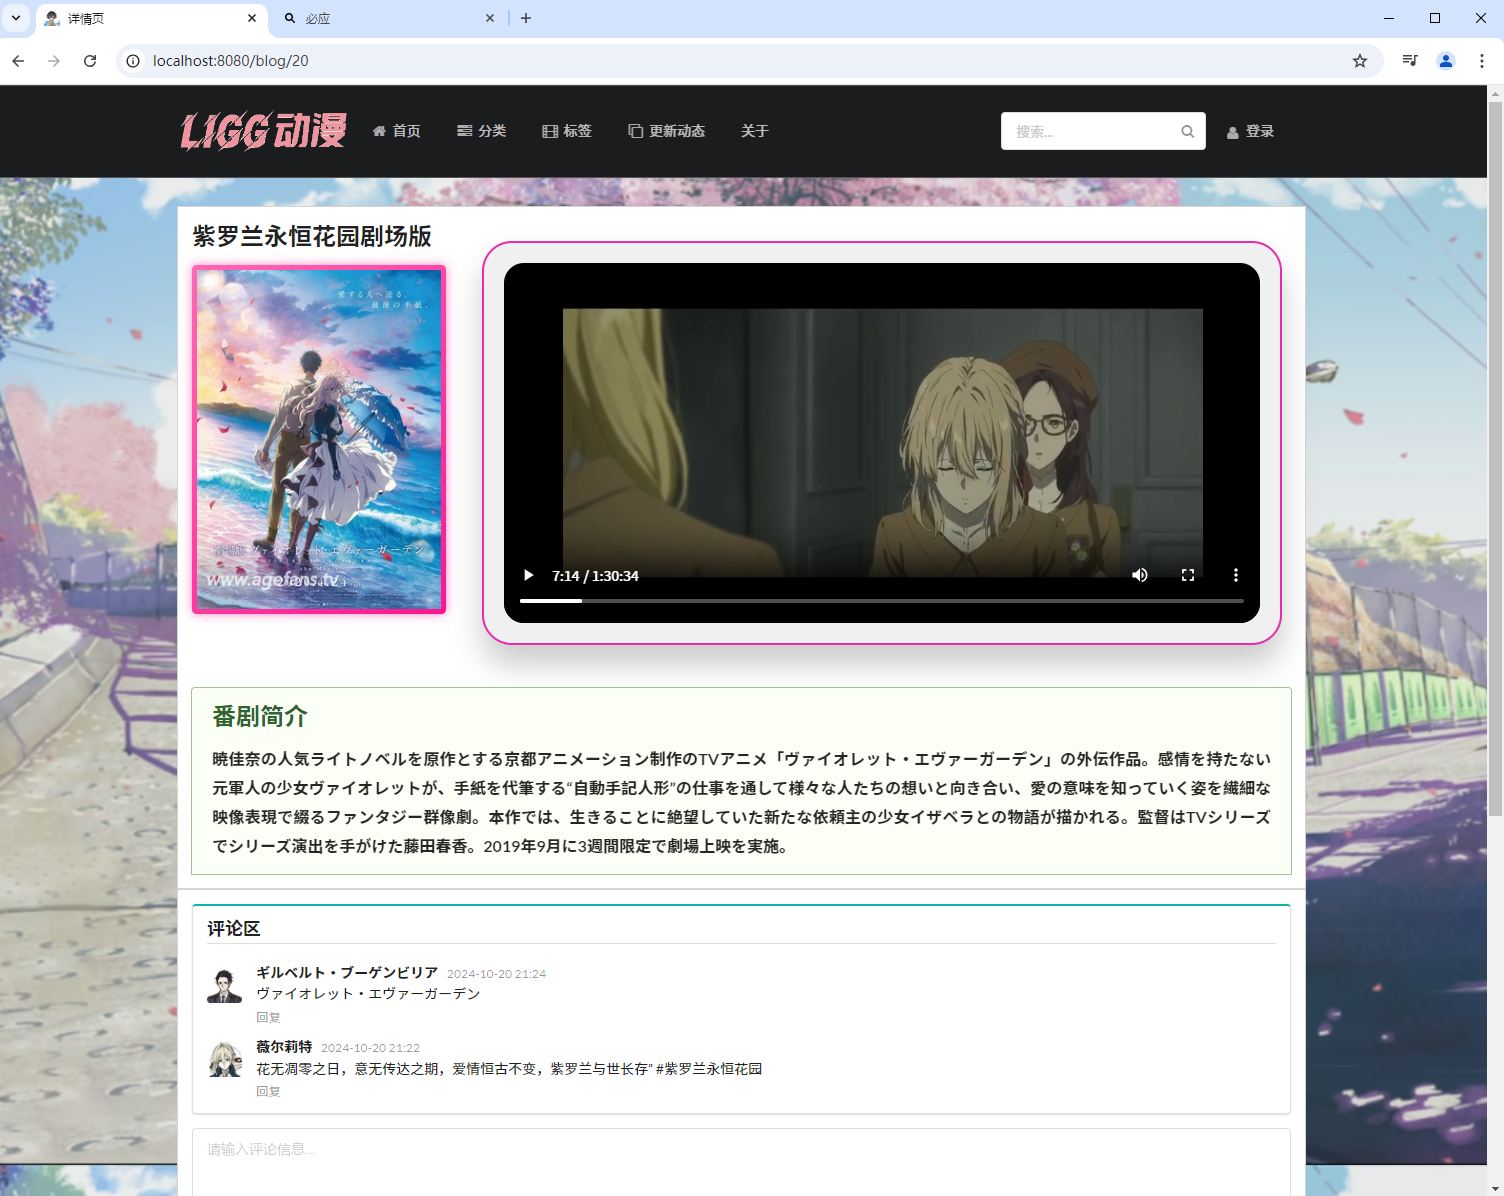 详情页
必应
localhost:8080/blog/20
LIGG动漫
首页
分类
标签
更新动态
关于
搜索...
登录
紫罗兰永恒花园剧场版
愛する人へ送る、
最後の手紙。
ヴァイオレット・エヴァーガーデン
7:14 / 1:30:34
番剧简介
暁佳奈の人気ライトノベルを原作とする京都アニメーション制作のTVアニメ「ヴァイオレット・エヴァーガーデン」の外伝作品。感情を持たない
元軍人の少女ヴァイオレットが、手紙を代筆する“自動手記人形”の仕事を通して様々な人たちの想いと向き合い、愛の意味を知っていく姿を繊細な
映像表現で綴るファンタジー群像劇。本作では、生きることに絶望していた新たな依頼主の少女イザベラとの物語が描かれる。監督はTVシリーズ
でシリーズ演出を手がけた藤田春香。2019年9月に3週間限定で劇場上映を実施。
评论区
ギルベルト・ブーゲンビリア 2024-10-20 21:24
ヴァイオレット・エヴァーガーデン
回复
薇尔莉特 2024-10-20 21:22
花无凋零之日，意无传达之期，爱情恒古不变，紫罗兰与世长存” #紫罗兰永恒花园
回复
请输入评论信息...